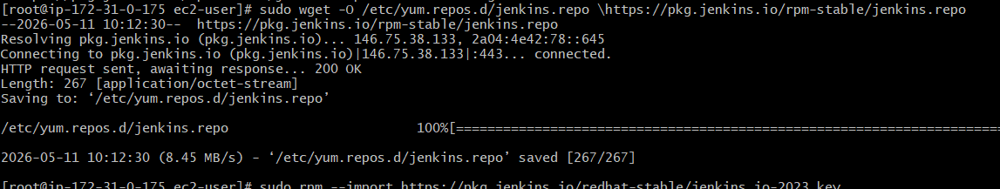 [root@ip-172-31-0-175 ec2-user]# sudo wget -O /etc/yum.repos.d/jenkins.repo \https://pkg.jenkins.io/rpm-stable/jenkins.repo
--2026-05-11 10:12:30--  https://pkg.jenkins.io/rpm-stable/jenkins.repo
Resolving pkg.jenkins.io (pkg.jenkins.io)... 146.75.38.133, 2a04:4e42:78::645
Connecting to pkg.jenkins.io (pkg.jenkins.io)|146.75.38.133|:443... connected.
HTTP request sent, awaiting response... 200 OK
Length: 267 [application/octet-stream]
Saving to: ‘/etc/yum.repos.d/jenkins.repo’
/etc/yum.repos.d/jenkins.repo 100%[==========================================================================
2026-05-11 10:12:30 (8.45 MB/s) - ‘/etc/yum.repos.d/jenkins.repo’ saved [267/267]
[root@ip-172-31-0-175 ec2-user]# sudo rpm --import https://pkg.jenkins.io/redhat-stable/jenkins.io-2023.key